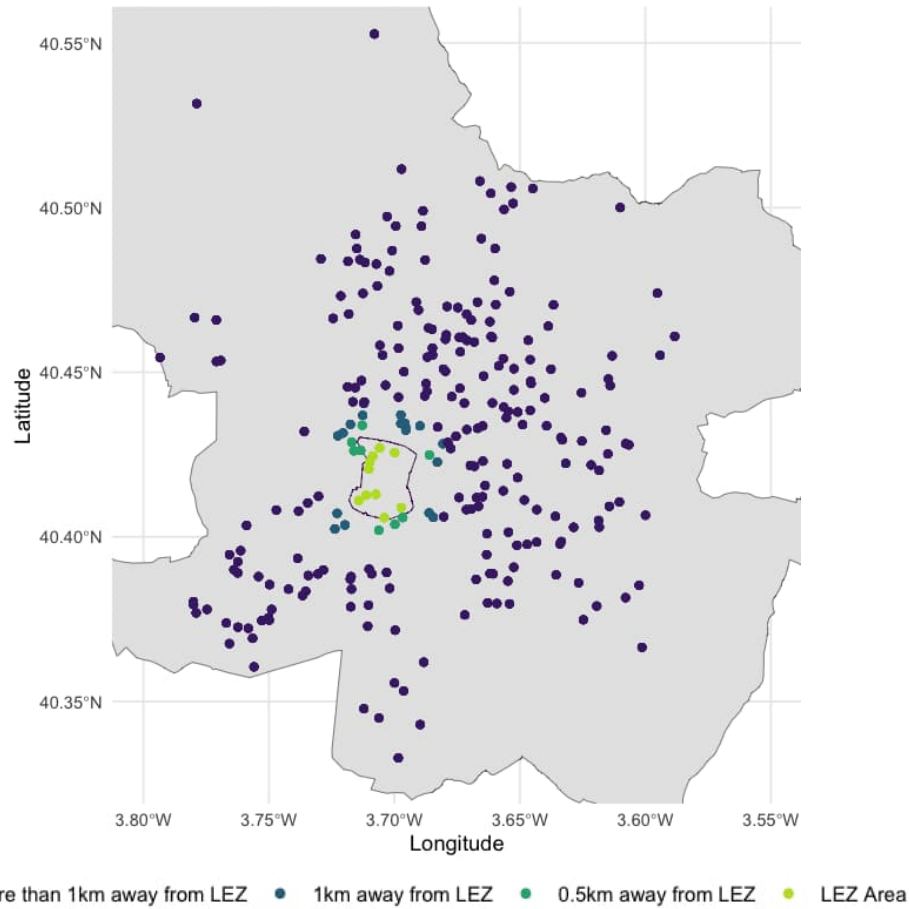 40.55°N
40.50°N
40.45°N
40.40°N
40.35°N
Latitude
3.80°W 3.75°W 3.70°W 3.65°W 3.60°W 3.55°W
Longitude
re than 1km away from LEZ 1km away from LEZ 0.5km away from LEZ LEZ Area